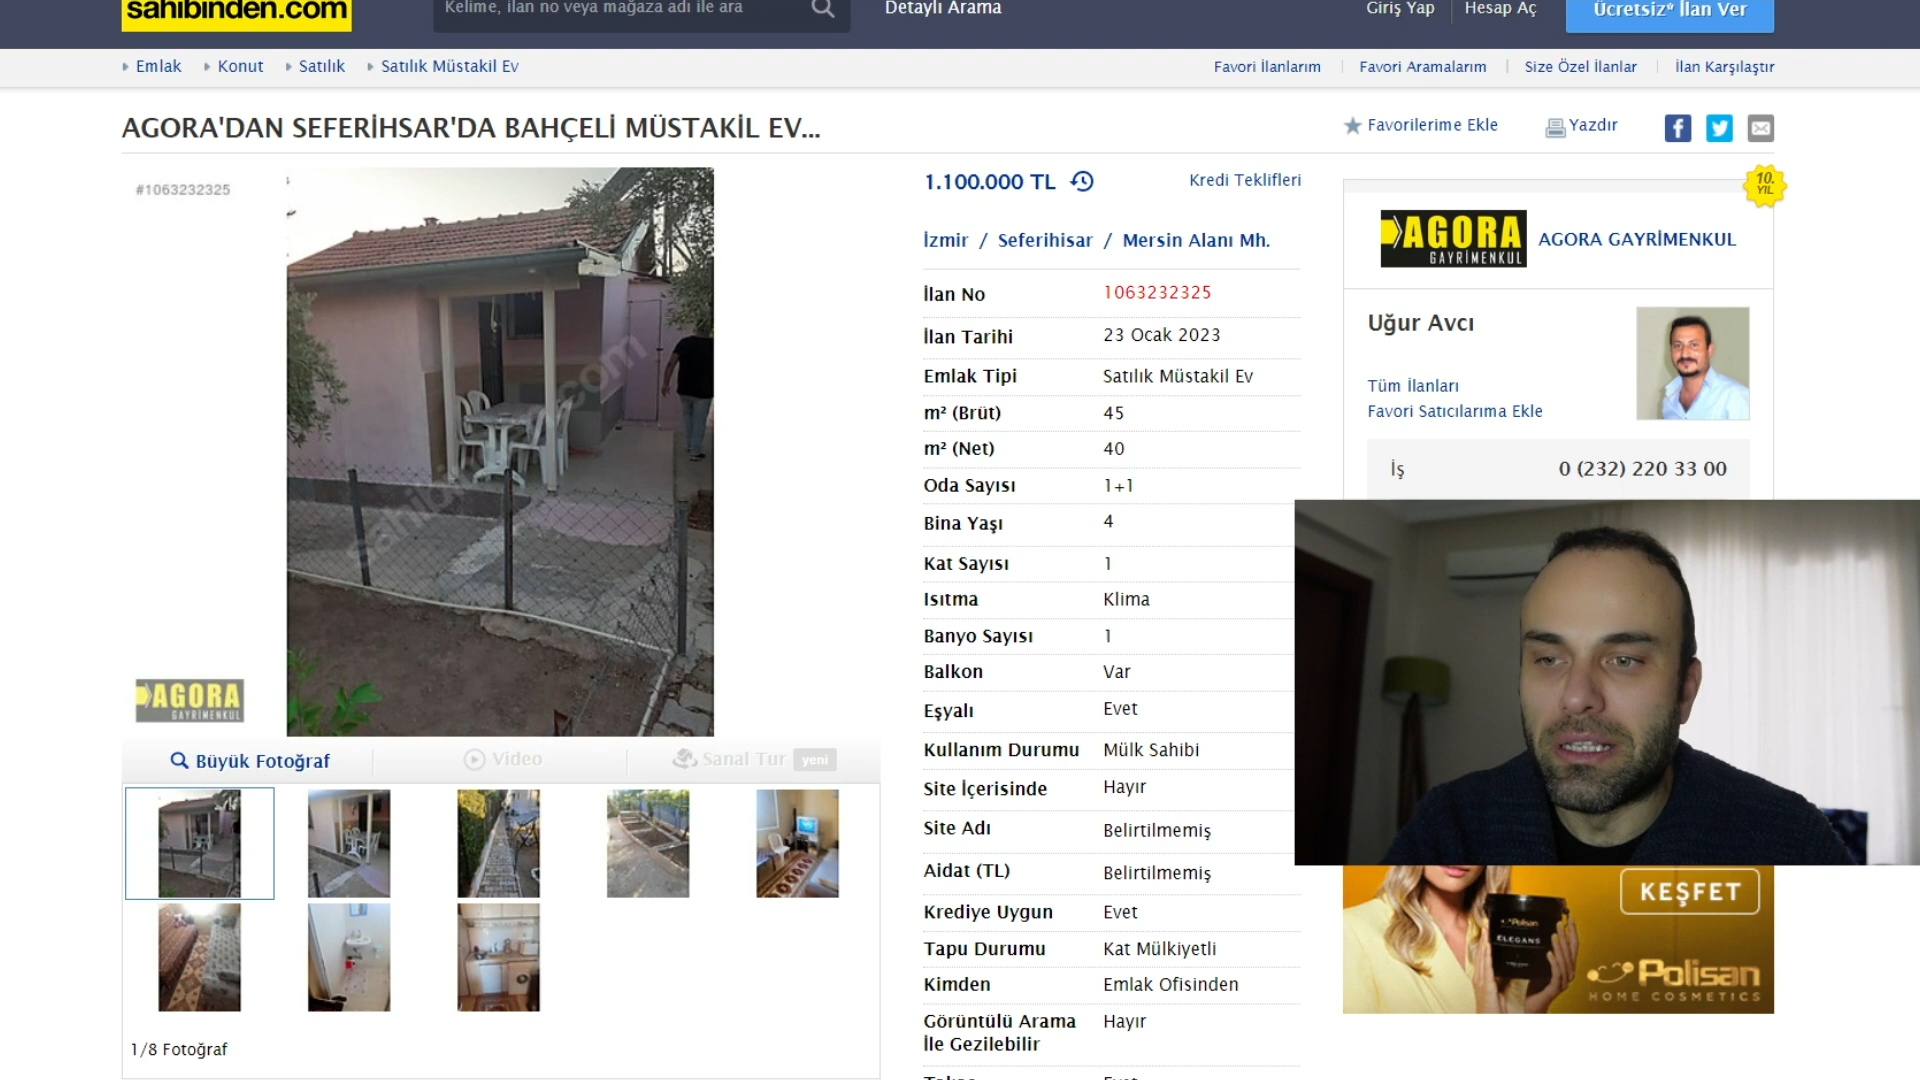 sahibinden.com
Kelime, ilan no veya mağaza adı ile ara
Detaylı Arama
Giriş Yap
Hesap Aç
Ücretsiz* İlan Ver
Emlak
Konut
Satılık
Satılık Müstakil Ev
Favori İlanlarım
Favori Aramalarım
Size Özel İlanlar
İlan Karşılaştır
AGORA'DAN SEFERİHSAR'DA BAHÇELİ MÜSTAKİL EV...
Favorilerime Ekle
Yazdır
#1063232325
AGORA
GAYRİMENKUL
Büyük Fotoğraf
Video
Sanal Tur yeni
1/8 Fotoğraf
1.100.000 TL
Kredi Teklifleri
İzmir / Seferihisar / Mersin Alanı Mh.
İlan No 1063232325
İlan Tarihi 23 Ocak 2023
Emlak Tipi Satılık Müstakil Ev
m² (Brüt) 45
m² (Net) 40
Oda Sayısı 1+1
Bina Yaşı 4
Kat Sayısı 1
Isıtma Klima
Banyo Sayısı 1
Balkon Var
Eşyalı Evet
Kullanım Durumu Mülk Sahibi
Site İçerisinde Hayır
Site Adı Belirtilmemiş
Aidat (TL) Belirtilmemiş
Krediye Uygun Evet
Tapu Durumu Kat Mülkiyetli
Kimden Emlak Ofisinden
Görüntülü Arama Hayır
İle Gezilebilir
10.
YIL
AGORA
GAYRİMENKUL
AGORA GAYRİMENKUL
Uğur Avcı
Tüm İlanları
Favori Satıcılarıma Ekle
İş 0 (232) 220 33 00
KEŞFET
Polisan
ELEGANS
Polisan
HOME COSMETICS